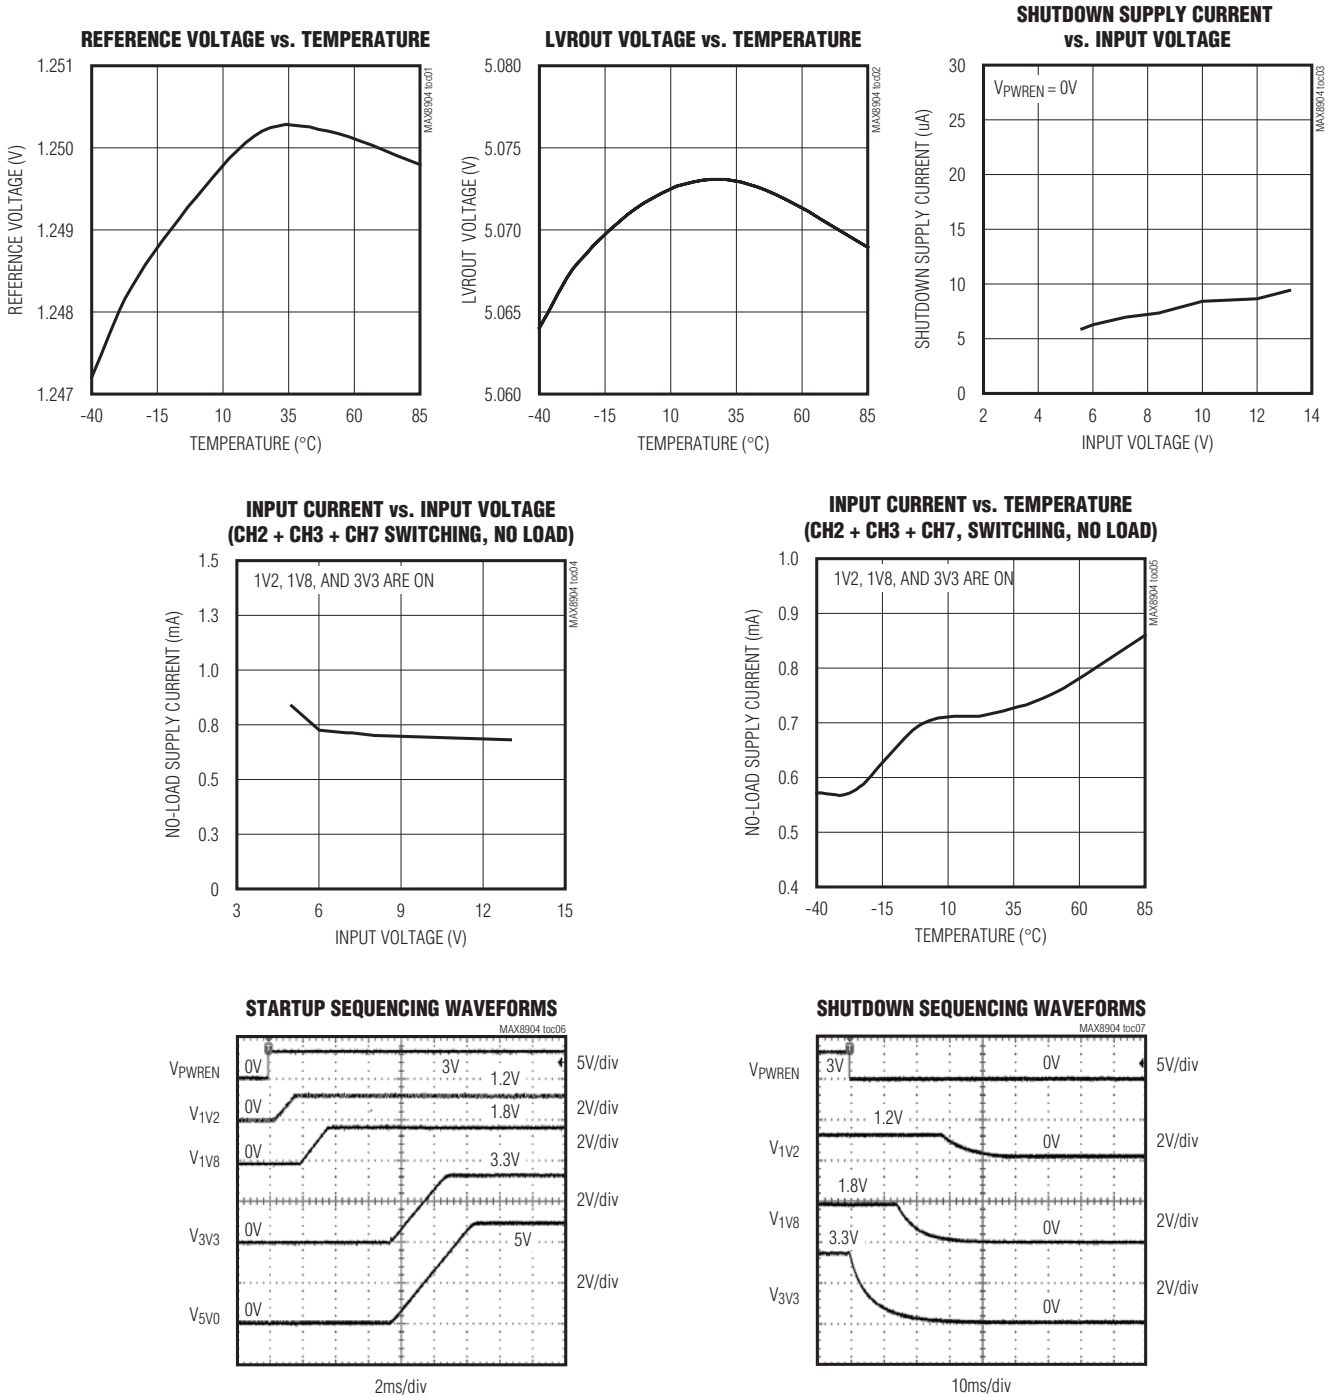 REFERENCE VOLTAGE vs. TEMPERATURE
MAX8904 toc01
REFERENCE VOLTAGE (V)
1.251
1.250
1.249
1.248
1.247
-40 -15 10 35 60 85
TEMPERATURE (°C)
LVROUT VOLTAGE vs. TEMPERATURE
MAX8904 toc02
LVROUT VOLTAGE (V)
5.080
5.075
5.070
5.065
5.060
-40 -15 10 35 60 85
TEMPERATURE (°C)
SHUTDOWN SUPPLY CURRENT
vs. INPUT VOLTAGE
MAX8904 toc03
VPWREN = 0V
SHUTDOWN SUPPLY CURRENT (uA)
30
25
20
15
10
5
0
2 4 6 8 10 12 14
INPUT VOLTAGE (V)
INPUT CURRENT vs. INPUT VOLTAGE
(CH2 + CH3 + CH7 SWITCHING, NO LOAD)
MAX8904 toc04
1V2, 1V8, AND 3V3 ARE ON
NO-LOAD SUPPLY CURRENT (mA)
1.5
1.3
1.0
0.8
0.5
0.3
0
3 6 9 12 15
INPUT VOLTAGE (V)
INPUT CURRENT vs. TEMPERATURE
(CH2 + CH3 + CH7, SWITCHING, NO LOAD)
MAX8904 toc05
1V2, 1V8, AND 3V3 ARE ON
NO-LOAD SUPPLY CURRENT (mA)
1.0
0.9
0.8
0.7
0.6
0.5
0.4
-40 -15 10 35 60 85
TEMPERATURE (°C)
STARTUP SEQUENCING WAVEFORMS
MAX8904 toc06
T
VPWREN 0V 3V 5V/div
1.2V
V1V2 0V 2V/div
1.8V
V1V8 0V 2V/div
3.3V
V3V3 0V 2V/div
5V
V5V0 0V 2V/div
2ms/div
SHUTDOWN SEQUENCING WAVEFORMS
MAX8904 toc07
T
VPWREN 3V 0V 5V/div
1.2V
V1V2 0V 2V/div
1.8V
V1V8 0V 2V/div
3.3V
V3V3 0V 2V/div
10ms/div